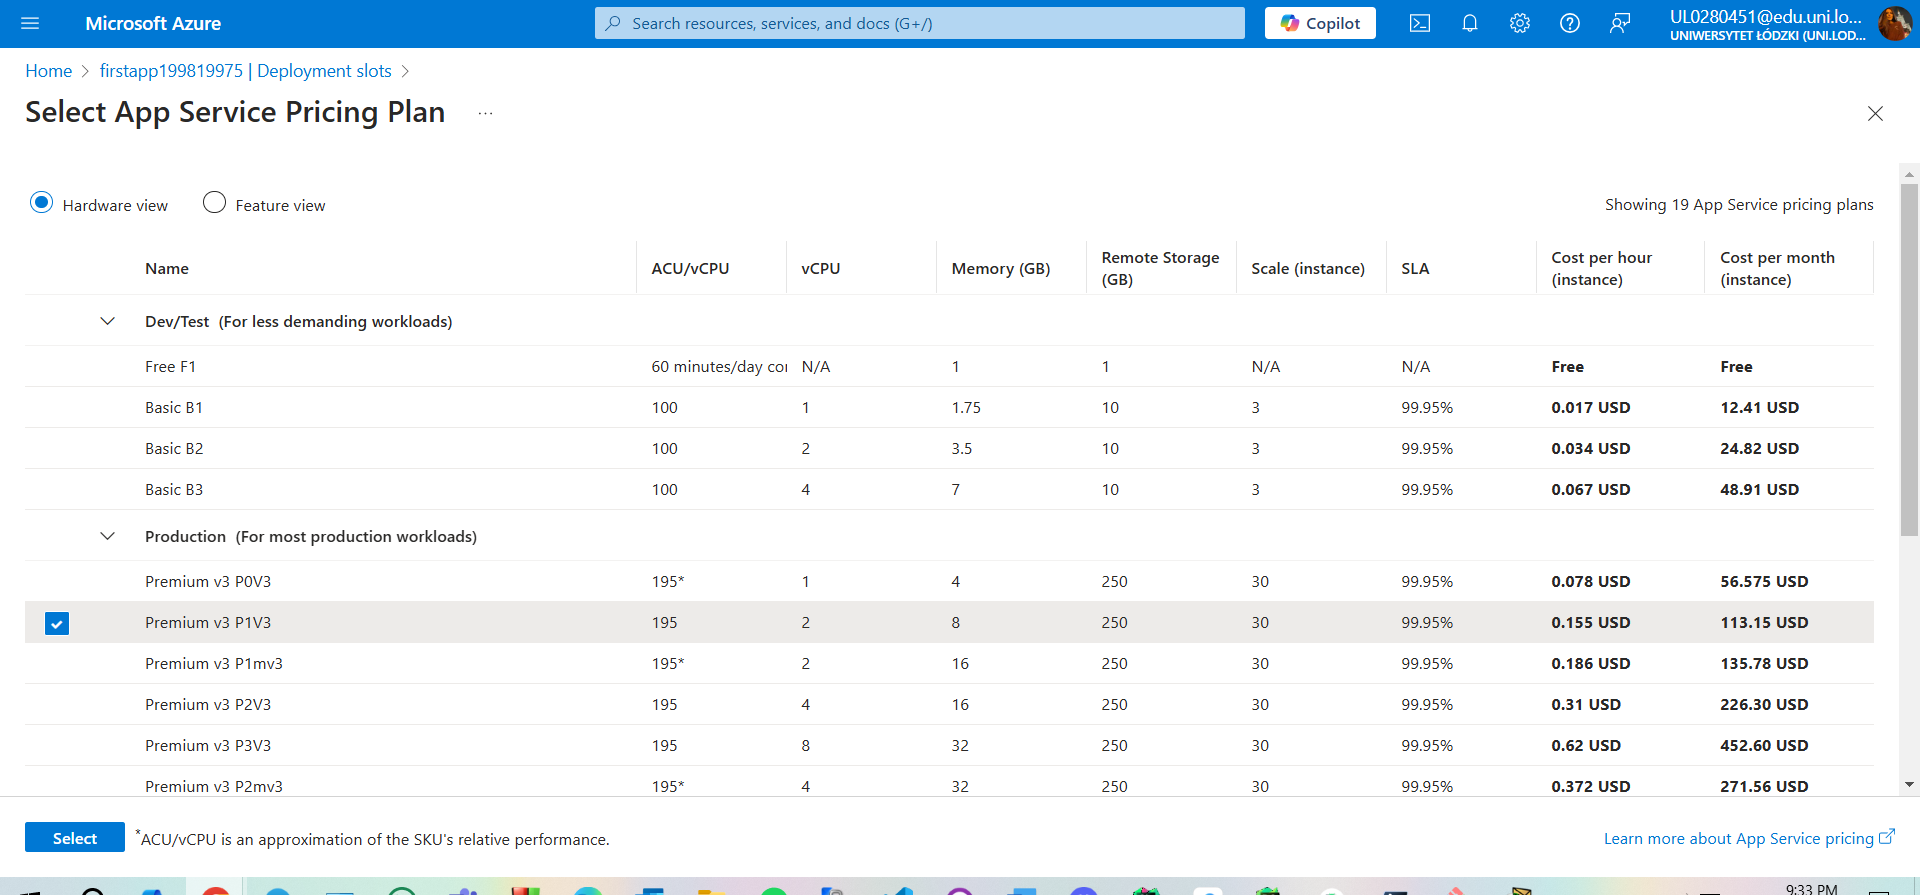 Microsoft Azure
Search resources, services, and docs (G+/)
Copilot
UL0280451@edu.uni.lo...
UNIWERSYTET ŁÓDZKI (UNI.LOD...
Home > firstapp199819975 | Deployment slots >
Select App Service Pricing Plan ...
Hardware view Feature view Showing 19 App Service pricing plans
Name ACU/vCPU vCPU Memory (GB) Remote Storage (GB) Scale (instance) SLA Cost per hour (instance) Cost per month (instance)
Dev/Test (For less demanding workloads)
Free F1 60 minutes/day cor N/A 1 1 N/A N/A Free Free
Basic B1 100 1 1.75 10 3 99.95% 0.017 USD 12.41 USD
Basic B2 100 2 3.5 10 3 99.95% 0.034 USD 24.82 USD
Basic B3 100 4 7 10 3 99.95% 0.067 USD 48.91 USD
Production (For most production workloads)
Premium v3 P0V3 195* 1 4 250 30 99.95% 0.078 USD 56.575 USD
Premium v3 P1V3 195 2 8 250 30 99.95% 0.155 USD 113.15 USD
Premium v3 P1mv3 195* 2 16 250 30 99.95% 0.186 USD 135.78 USD
Premium v3 P2V3 195 4 16 250 30 99.95% 0.31 USD 226.30 USD
Premium v3 P3V3 195 8 32 250 30 99.95% 0.62 USD 452.60 USD
Premium v3 P2mv3 195* 4 32 250 30 99.95% 0.372 USD 271.56 USD
Select *ACU/vCPU is an approximation of the SKU's relative performance. Learn more about App Service pricing
9:33 PM